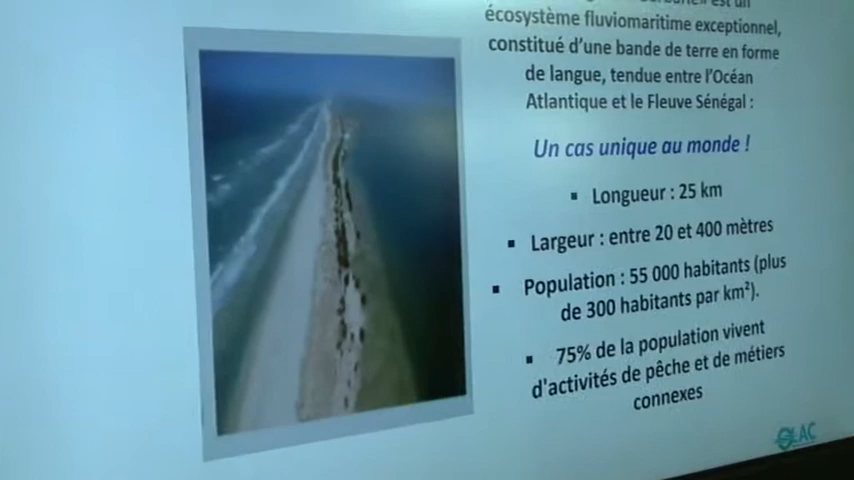 est un
écosystème fluviomaritime exceptionnel,
constitué d'une bande de terre en forme
de langue, tendue entre l'Océan
Atlantique et le Fleuve Sénégal :
Un cas unique au monde !
▪ Longueur : 25 km
▪ Largeur : entre 20 et 400 mètres
▪ Population : 55 000 habitants (plus
de 300 habitants par km²).
▪ 75% de la population vivent
d'activités de pêche et de métiers
connexes